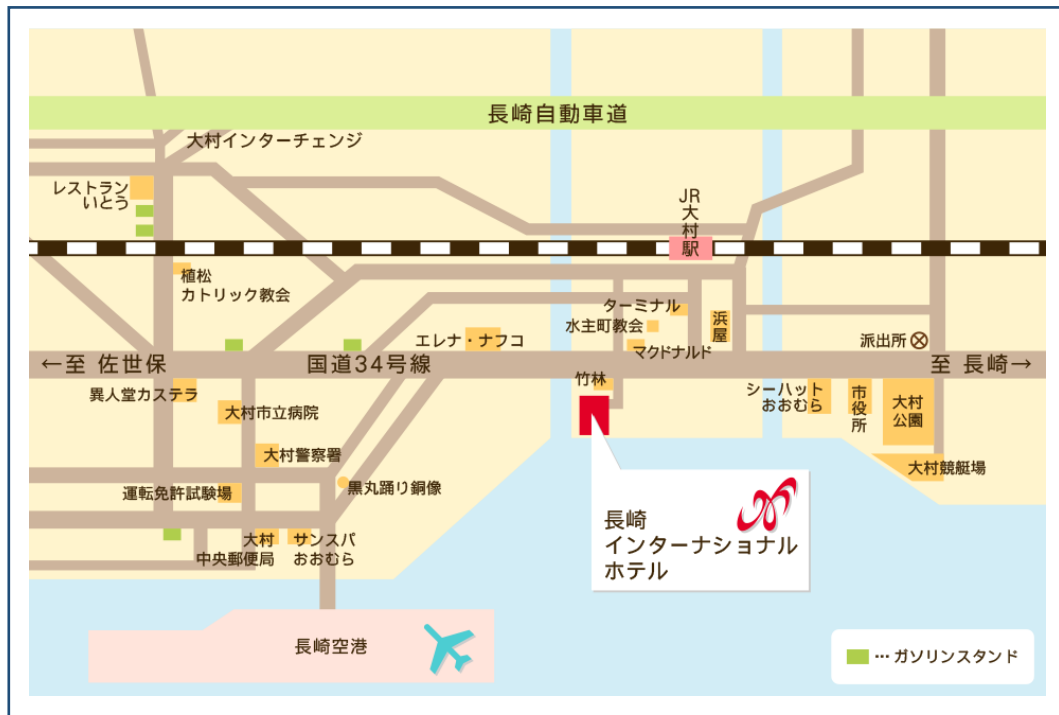 長崎自動車道
大村インターチェンジ
レストラン
いとう
JR
大村駅
植松
カトリック教会
ターミナル
水主町教会
浜屋
エレナ・ナフコ
マクドナルド
派出所
←至 佐世保
国道34号線
至 長崎→
竹林
異人堂カステラ
大村市立病院
シーハット
おおむら
市役所
大村
公園
大村警察署
大村競艇場
運転免許試験場
黒丸踊り銅像
大村
中央郵便局
サンスパ
おおむら
長崎
インターナショナル
ホテル
長崎空港
…ガソリンスタンド